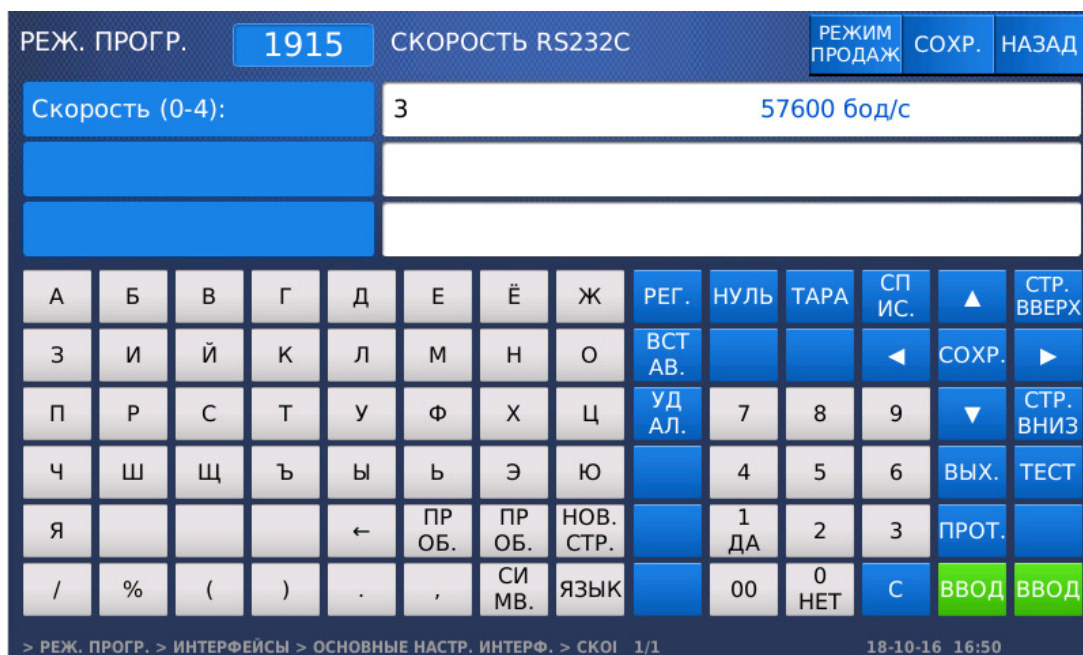 РЕЖ. ПРОГР. 1915 СКОРОСТЬ RS232C РЕЖИМ ПРОДАЖ СОХР. НАЗАД
Скорость (0-4): 3 57600 бод/с
А Б В Г Д Е Ё Ж РЕГ. НУЛЬ ТАРА СП ИС. ▲ СТР. ВВЕРХ
З И Й К Л М Н О ВСТ АВ. ◀ СОХР. ▶
П Р С Т У Ф Х Ц УД АЛ. 7 8 9 ▼ СТР. ВНИЗ
Ч Ш Щ Ъ Ы Ь Э Ю 4 5 6 ВЫХ. ТЕСТ
Я ← ПР ОБ. ПР ОБ. НОВ. СТР. 1 ДА 2 3 ПРОТ.
/ % ( ) . , СИ МВ. ЯЗЫК 00 0 НЕТ С ВВОД ВВОД
> РЕЖ. ПРОГР. > ИНТЕРФЕЙСЫ > ОСНОВНЫЕ НАСТР. ИНТЕРФ. > СКОІ 1/1 18-10-16 16:50